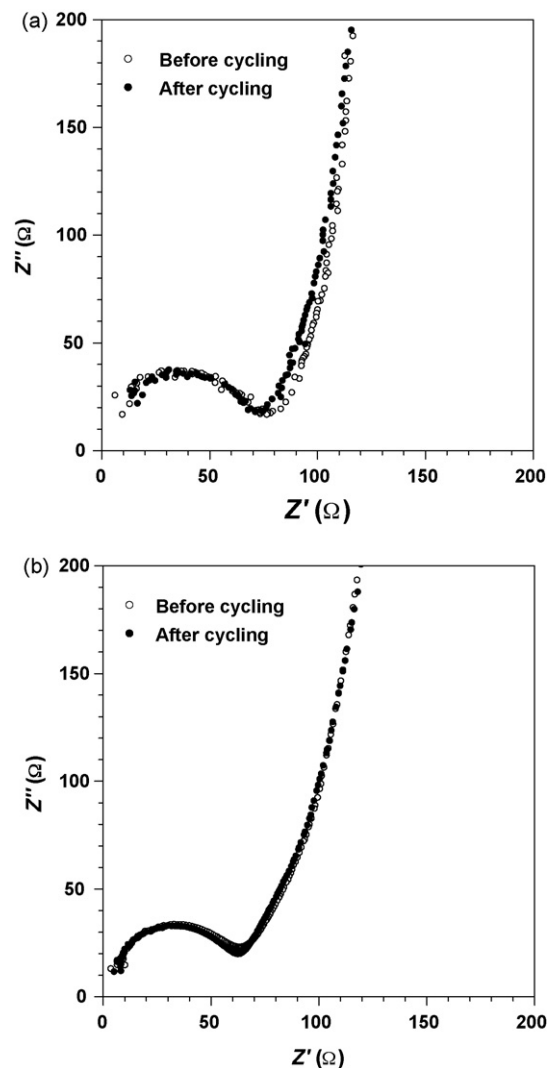 (a)
200
Before cycling
After cycling
150
Z'' (Ω)
100
50
0
0 50 100 150 200
Z' (Ω)
(b)
200
Before cycling
After cycling
150
Z'' (Ω)
100
50
0
0 50 100 150 200
Z' (Ω)